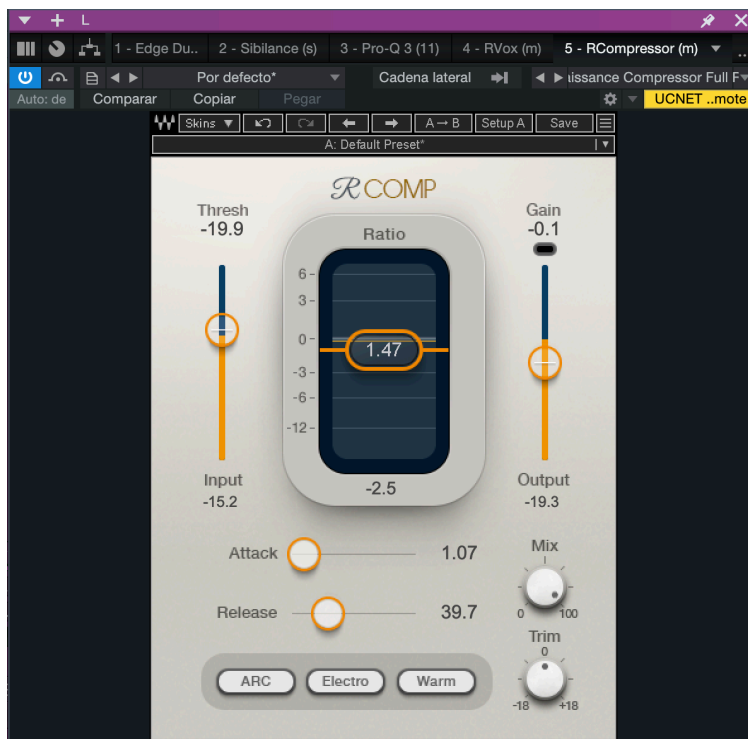 L
1 - Edge Du.. 2 - Sibilance (s) 3 - Pro-Q 3 (11) 4 - RVox (m) 5 - RCompressor (m) ..
Por defecto* Cadena lateral issance Compressor Full F
Auto: de Comparar Copiar Pegar UCNET ..mote
Skins A→B Setup A Save
A: Default Preset*
R COMP
Thresh
-19.9
Ratio
Gain
-0.1
6
3
0
-3
-6
-12
1.47
Input
-15.2
-2.5
Output
-19.3
Attack 1.07
Mix
0 100
Release 39.7
Trim
0
-18 +18
ARC Electro Warm